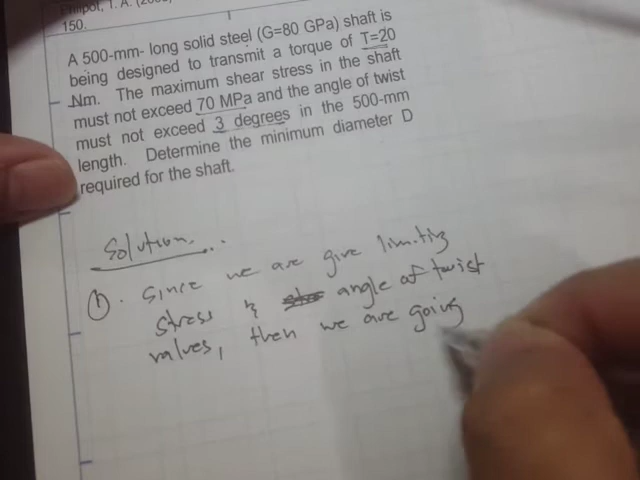 150.
A 500-mm- long solid steel (G=80 GPa) shaft is
being designed to transmit a torque of T=20
Nm. The maximum shear stress in the shaft
must not exceed 70 MPa and the angle of twist
must not exceed 3 degrees in the 500-mm
length. Determine the minimum diameter D
required for the shaft.
Solution...
1. Since we are give limiting
stress & angle of twist
values, then we are going